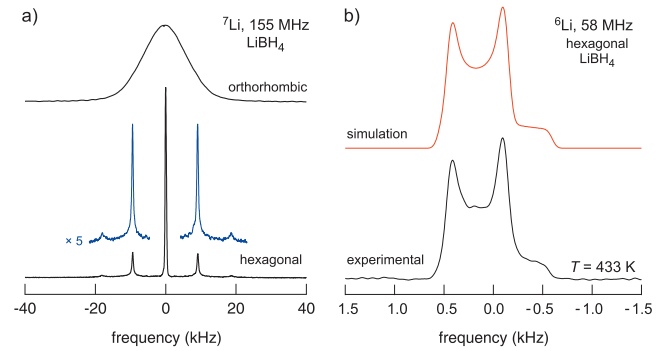 a)
⁷Li, 155 MHz
LiBH₄
orthorhombic
× 5
hexagonal
-40 -20 0 20 40
frequency (kHz)
b)
⁶Li, 58 MHz
hexagonal
LiBH₄
simulation
experimental
T = 433 K
1.5 1.0 0.5 0.0 -0.5 -1.0 -1.5
frequency (kHz)